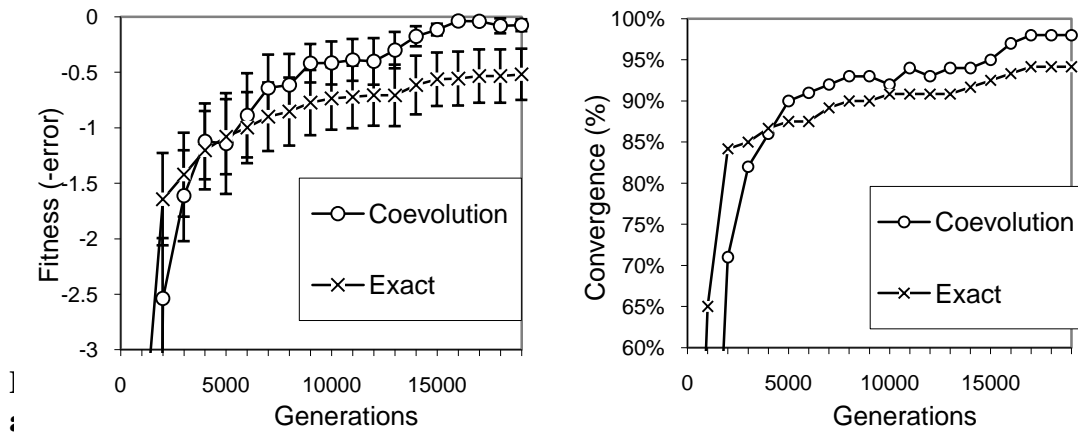 0
-0.5
-1
-1.5
-2
-2.5
-3
Fitness (-error)
Coevolution
Exact
0 5000 10000 15000
Generations
100%
95%
90%
85%
80%
75%
70%
65%
60%
Convergence (%)
Coevolution
Exact
0 5000 10000 15000
Generations